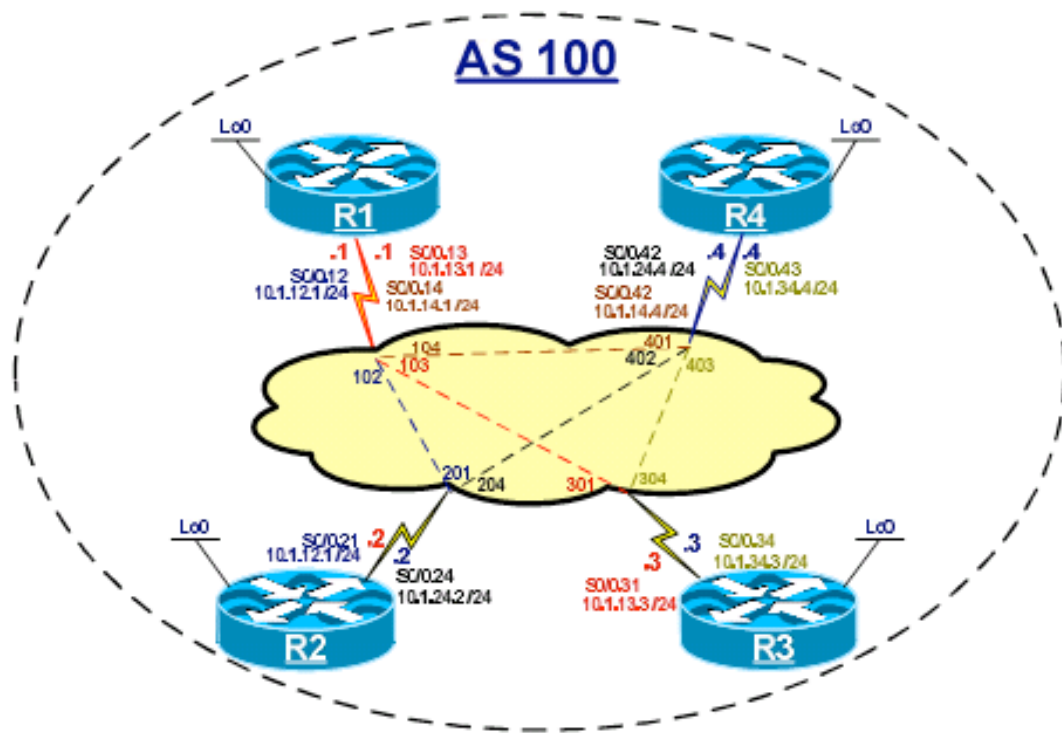 AS 100
Lo0
Lo0
R1
R4
.1
.1
S0/0.13
10.1.13.1 /24
S0/0.12
10.1.12.1 /24
S0/0.14
10.1.14.1 /24
S0/0.42
10.1.24.4 /24
.4
.4
S0/0.43
10.1.34.4 /24
S0/0.42
10.1.14.4 /24
104
103
102
401
402
403
201
204
301
304
S0/0.21
10.1.12.1 /24
.2
.2
S0/0.24
10.1.24.2 /24
.3
.3
S0/0.34
10.1.34.3 /24
S0/0.31
10.1.13.3 /24
Lo0
Lo0
R2
R3